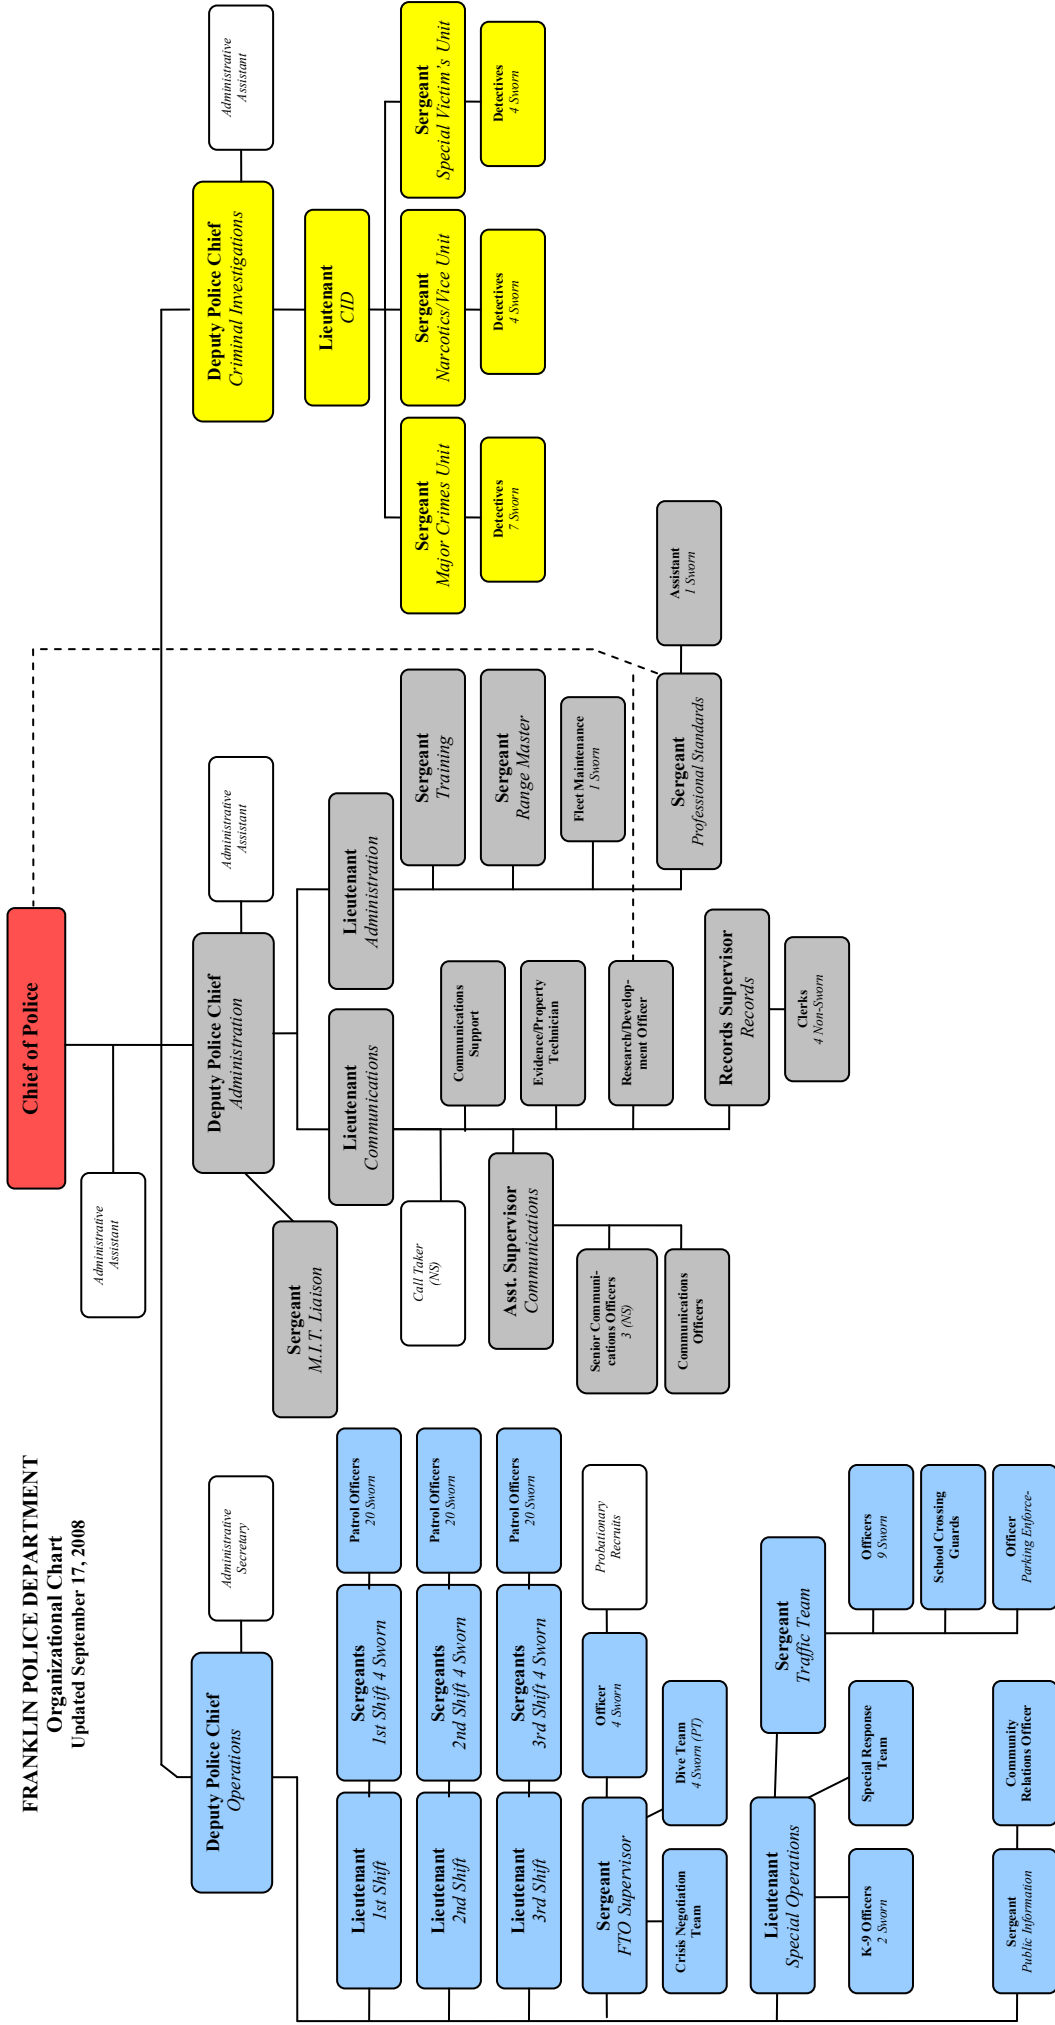 FRANKLIN POLICE DEPARTMENT
Organizational Chart
Updated September 17, 2008
Chief of Police
Administrative
Assistant
Deputy Police Chief
Operations
Administrative
Secretary
Lieutenant
1st Shift
Sergeants
1st Shift 4 Sworn
Patrol Officers
20 Sworn
Lieutenant
2nd Shift
Sergeants
2nd Shift 4 Sworn
Patrol Officers
20 Sworn
Lieutenant
3rd Shift
Sergeants
3rd Shift 4 Sworn
Patrol Officers
20 Sworn
Sergeant
FTO Supervisor
Officer
4 Sworn
Probationary
Recruits
Crisis Negotiation
Team
Dive Team
4 Sworn (PT)
Lieutenant
Special Operations
Sergeant
Traffic Team
K-9 Officers
2 Sworn
Special Response
Team
Officers
9 Sworn
School Crossing
Guards
Officer
Parking Enforce-
Sergeant
Public Information
Community
Relations Officer
Deputy Police Chief
Administration
Administrative
Assistant
Sergeant
M.I.T. Liaison
Lieutenant
Communications
Call Taker
(NS)
Communications
Support
Asst. Supervisor
Communications
Evidence/Property
Technician
Senior Communi-
cations Officers
3 (NS)
Research/Develop-
ment Officer
Communications
Officers
Records Supervisor
Records
Clerks
4 Non-Sworn
Lieutenant
Administration
Sergeant
Training
Sergeant
Range Master
Fleet Maintenance
1 Sworn
Sergeant
Professional Standards
Assistant
1 Sworn
Deputy Police Chief
Criminal Investigations
Administrative
Assistant
Lieutenant
CID
Sergeant
Major Crimes Unit
Detectives
7 Sworn
Sergeant
Narcotics/Vice Unit
Detectives
4 Sworn
Sergeant
Special Victim's Unit
Detectives
4 Sworn